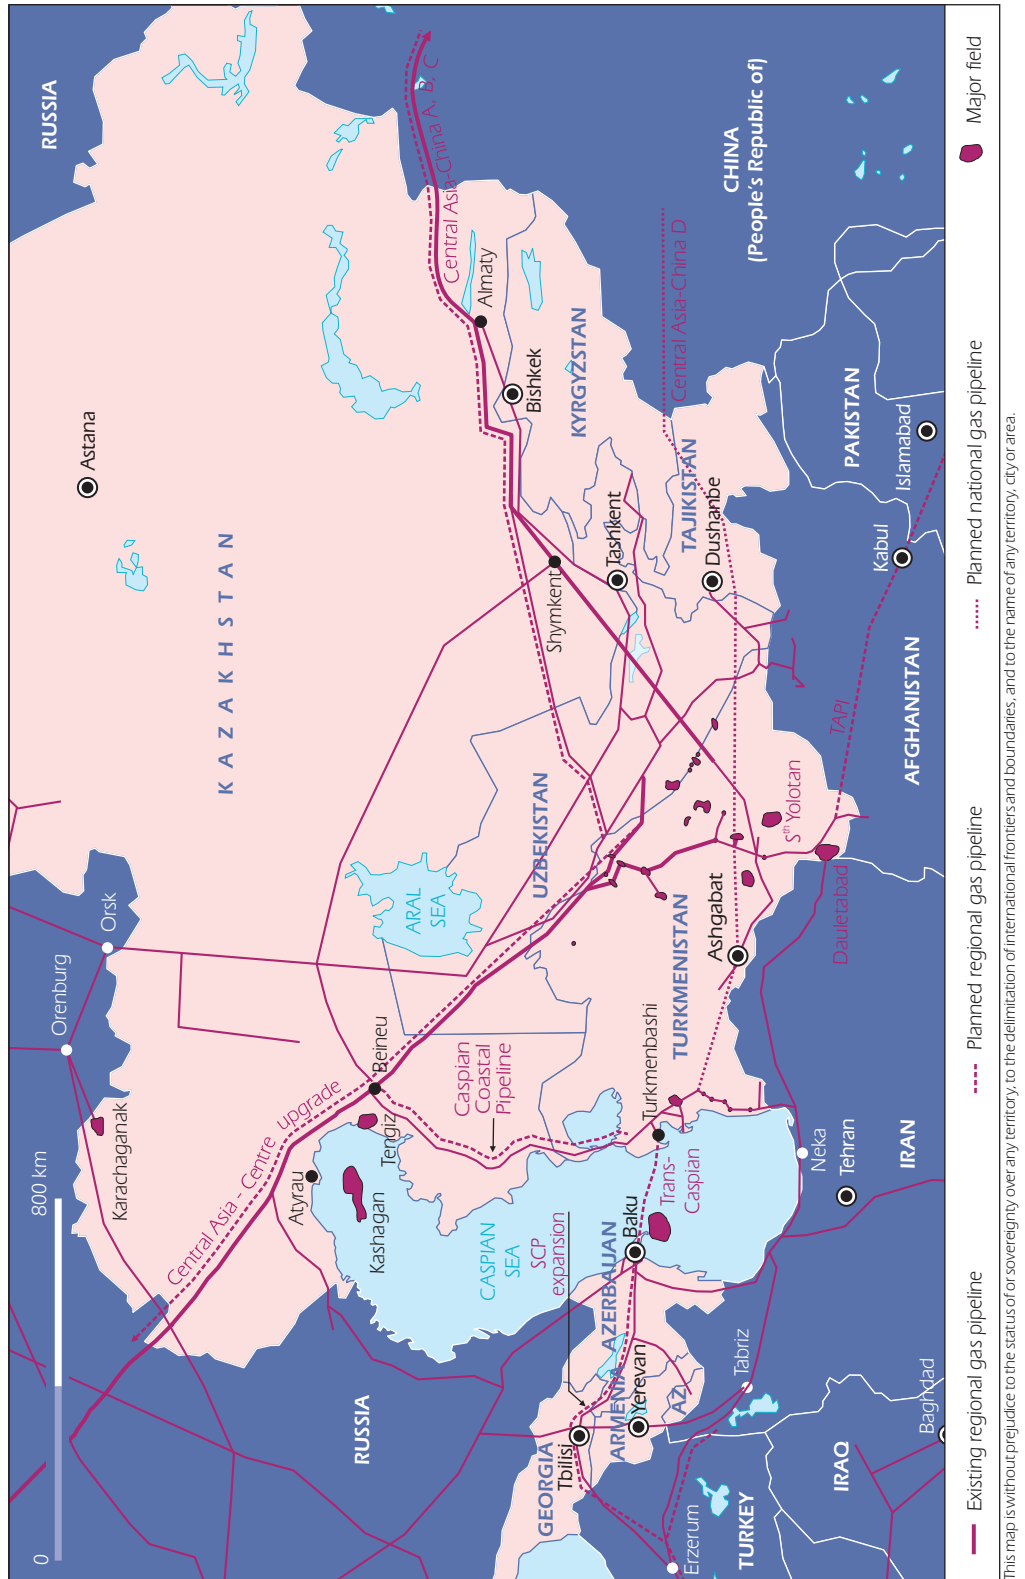 RUSSIA
Astana
KAZAKHSTAN
Orsk
Orenburg
Karachaganak
800 km
0
Central Asia - Centre upgrade
Atyrau
Beineu
Tengiz
Kashagan
ARAL
SEA
Caspian
Coastal
Pipeline
CASPIAN
SEA
SCP
expansion
Central Asia-China A, B, C
Almaty
Bishkek
KYRGYZSTAN
Shymkent
Tashkent
TAJIKISTAN
Dushanbe
Central Asia-China D
CHINA
(People's Republic of)
UZBEKISTAN
TURKMENISTAN
Turkmenbashi
Ashgabat
Sth Yolotan
Dauletabad
TAPI
AFGHANISTAN
Kabul
PAKISTAN
Islamabad
Trans-
Caspian
Baku
AZERBAIJAN
ARMENIA
Yerevan
AZ
GEORGIA
Tbilisi
RUSSIA
Neka
Tehran
IRAN
Tabriz
IRAQ
Baghdad
Erzerum
TURKEY
Existing regional gas pipeline
Planned regional gas pipeline
Planned national gas pipeline
Major field
This map is without prejudice to the status of or sovereignty over any territory, to the delimitation of international frontiers and boundaries, and to the name of any territory, city or area.